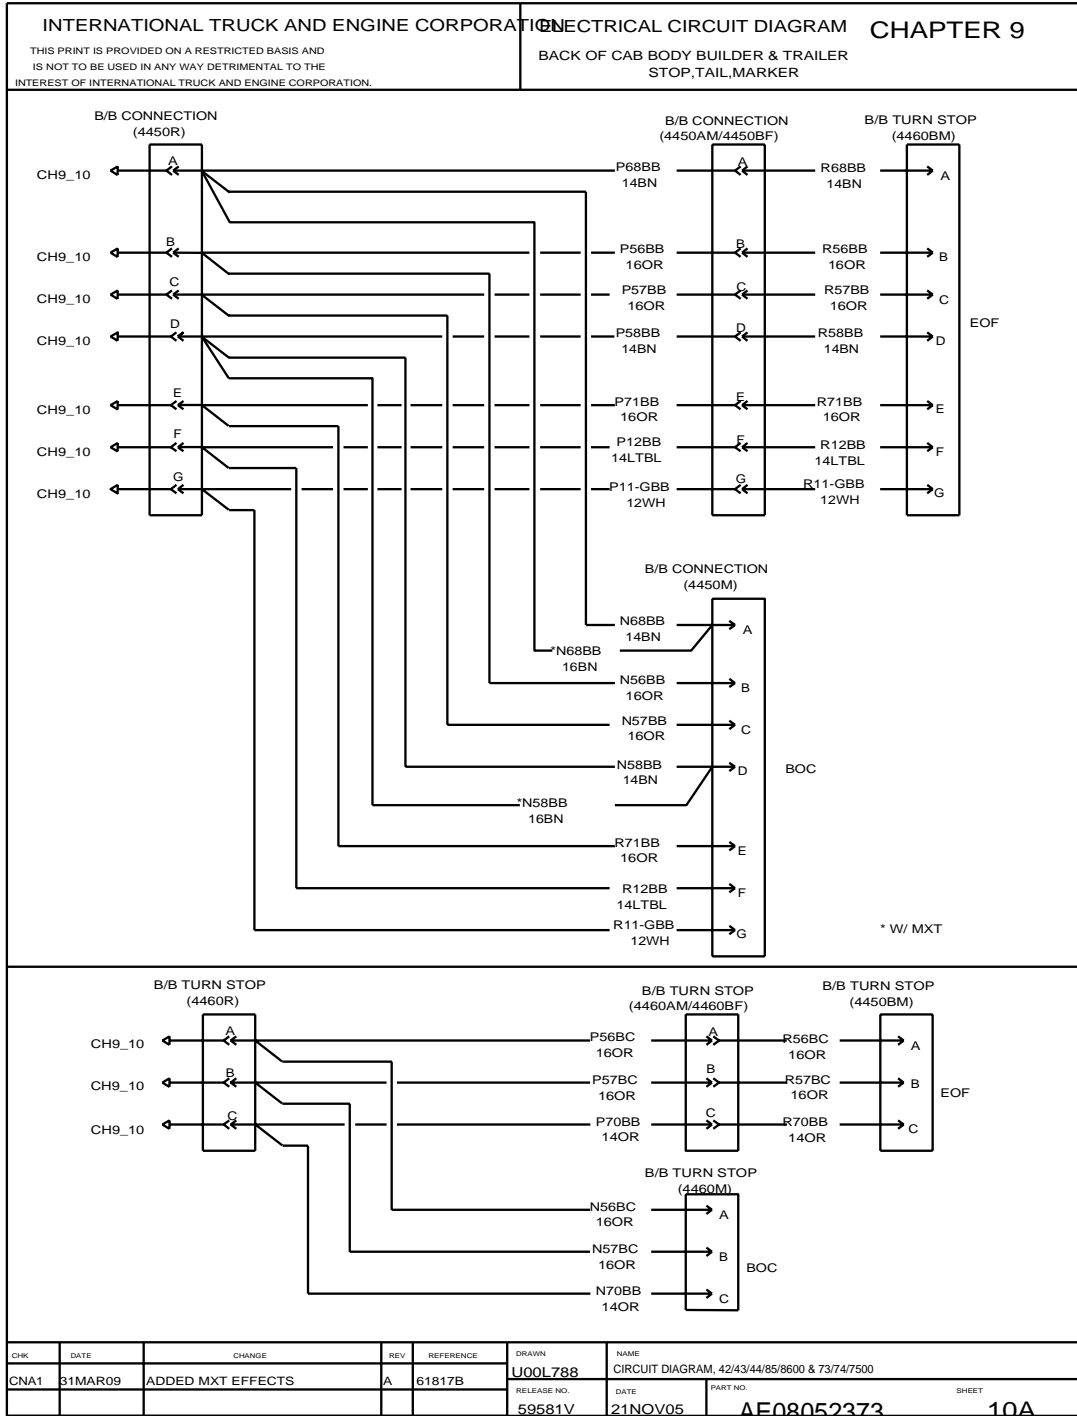 INTERNATIONAL TRUCK AND ENGINE CORPORATION
THIS PRINT IS PROVIDED ON A RESTRICTED BASIS AND
IS NOT TO BE USED IN ANY WAY DETRIMENTAL TO THE
INTEREST OF INTERNATIONAL TRUCK AND ENGINE CORPORATION.
ELECTRICAL CIRCUIT DIAGRAM
BACK OF CAB BODY BUILDER & TRAILER
STOP,TAIL,MARKER
CHAPTER 9
B/B CONNECTION
(4450R)
B/B CONNECTION
(4450AM/4450BF)
B/B TURN STOP
(4460BM)
CH9_10 A P68BB A R68BB A
14BN 14BN
CH9_10 B P56BB B R56BB B
16OR 16OR
CH9_10 C P57BB C R57BB C
16OR 16OR
EOF
CH9_10 D P58BB D R58BB D
14BN 14BN
CH9_10 E P71BB E R71BB E
16OR 16OR
CH9_10 F P12BB F R12BB F
14LTBL 14LTBL
CH9_10 G P11-GBB G R11-GBB G
12WH 12WH
B/B CONNECTION
(4450M)
N68BB A
14BN
*N68BB
16BN
N56BB B
16OR
N57BB C
16OR
N58BB D BOC
14BN
*N58BB
16BN
R71BB E
16OR
R12BB F
14LTBL
R11-GBB G
12WH
* W/ MXT
B/B TURN STOP
(4460R)
B/B TURN STOP
(4460AM/4460BF)
B/B TURN STOP
(4450BM)
CH9_10 A P56BC A R56BC A
16OR 16OR
CH9_10 B P57BC B R57BC B
16OR 16OR
EOF
CH9_10 C P70BB C R70BB C
14OR 14OR
B/B TURN STOP
(4460M)
N56BC A
16OR
N57BC B
16OR
BOC
N70BB C
14OR
CHK DATE CHANGE REV REFERENCE
CNA1 31MAR09 ADDED MXT EFFECTS A 61817B
DRAWN
U00L788
NAME
CIRCUIT DIAGRAM, 42/43/44/85/8600 & 73/74/7500
RELEASE NO.
59581V
DATE
21NOV05
PART NO.
AE08052373
SHEET
10A